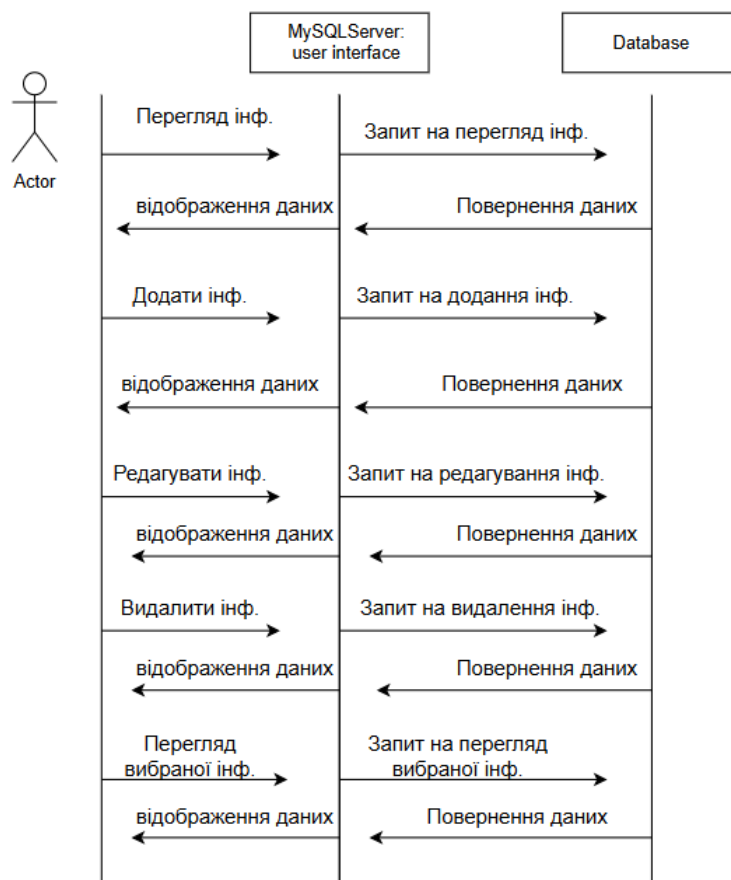 MySQLServer:
user interface
Database
Actor
Перегляд інф.
Запит на перегляд інф.
відображення даних
Повернення даних
Додати інф.
Запит на додання інф.
відображення даних
Повернення даних
Редагувати інф.
Запит на редагування інф.
відображення даних
Повернення даних
Видалити інф.
Запит на видалення інф.
відображення даних
Повернення даних
Перегляд
вибраної інф.
Запит на перегляд
вибраної інф.
відображення даних
Повернення даних